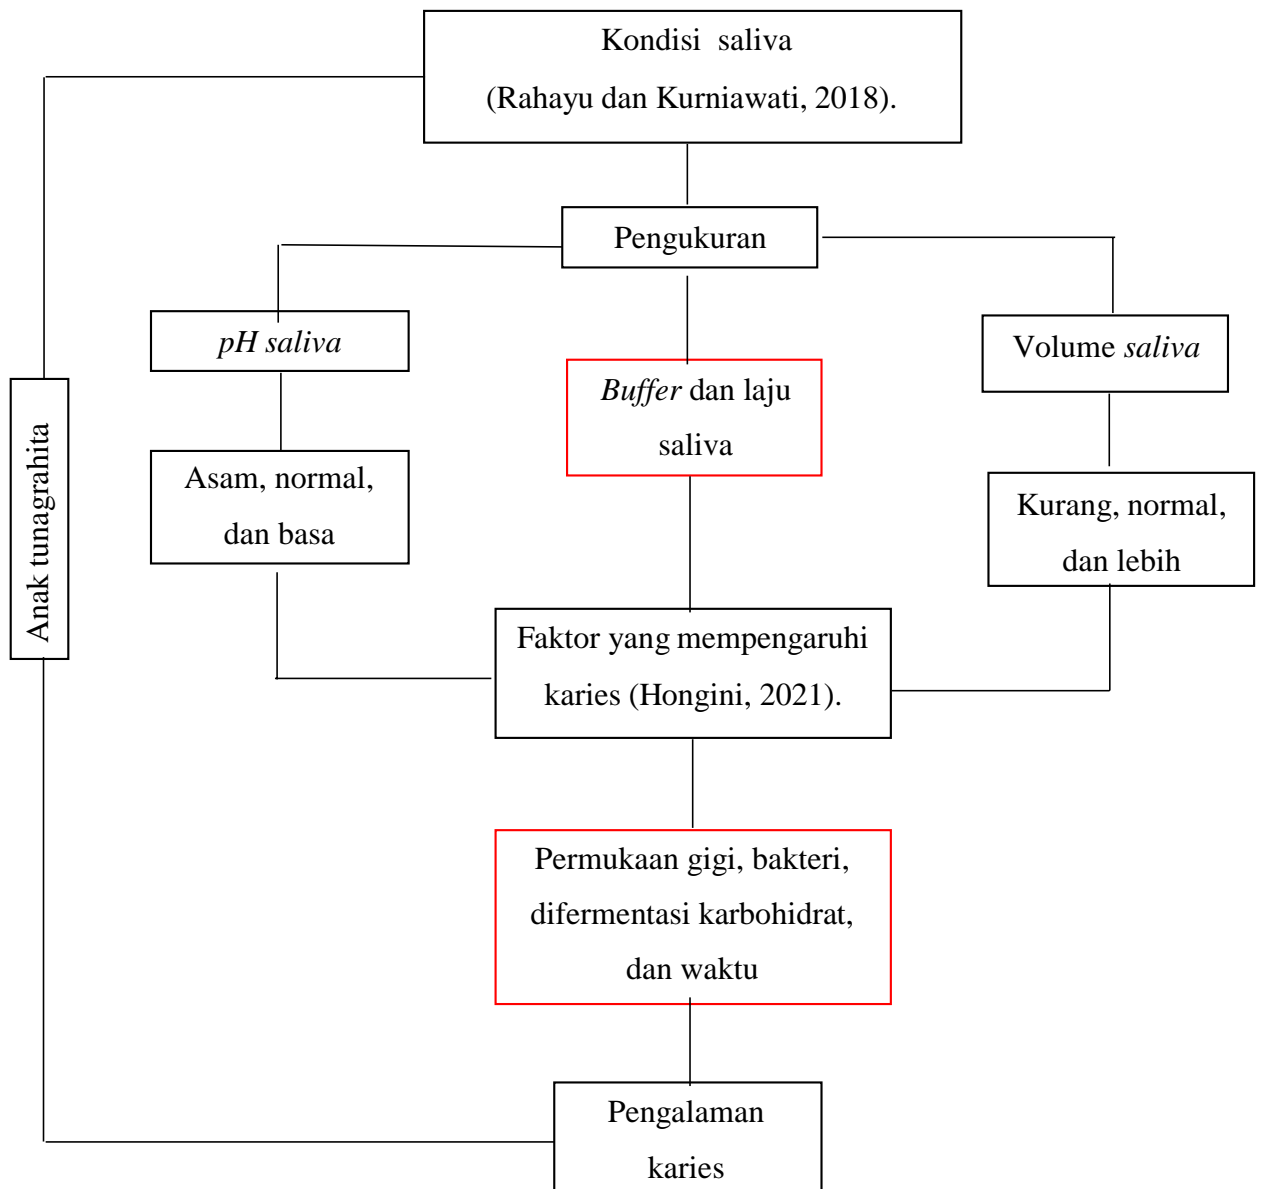 Kondisi saliva
(Rahayu dan Kurniawati, 2018).
Pengukuran
pH saliva
Buffer dan laju
saliva
Volume saliva
Asam, normal,
dan basa
Kurang, normal,
dan lebih
Anak tunagrahita
Faktor yang mempengaruhi
karies (Hongini, 2021).
Permukaan gigi, bakteri,
difermentasi karbohidrat,
dan waktu
Pengalaman
karies